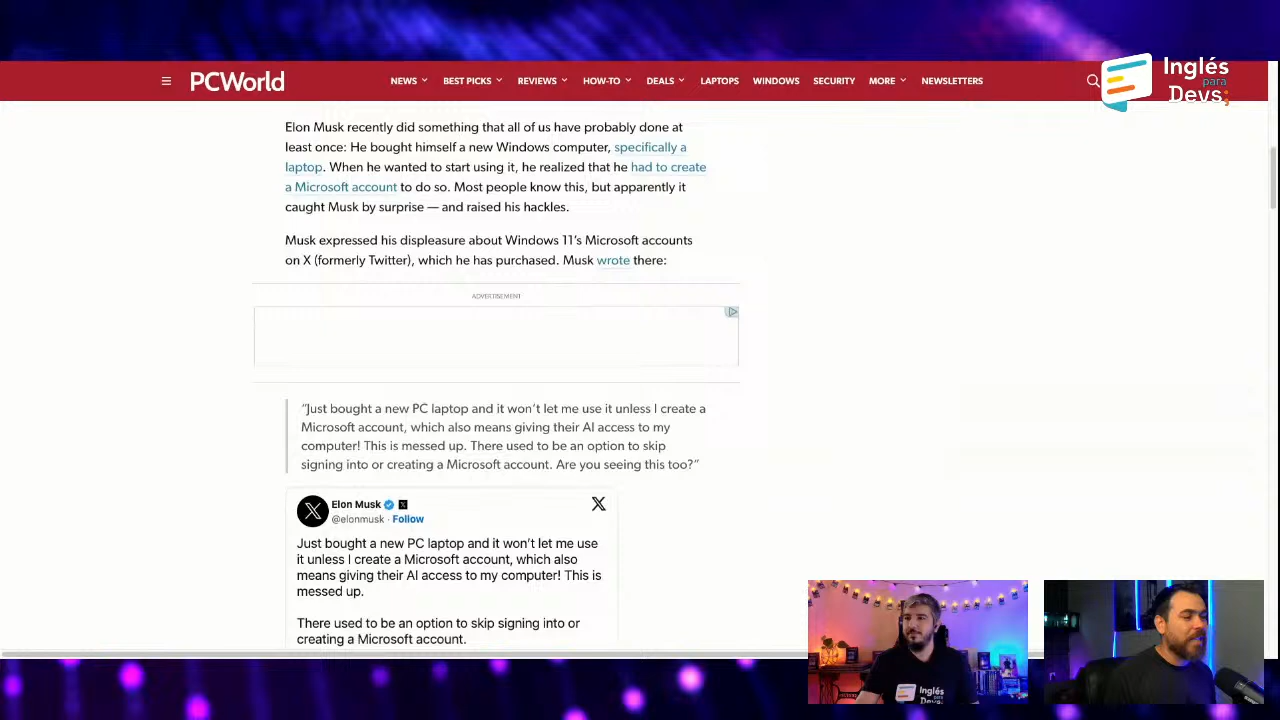 PCWorld
NEWS
BEST PICKS
REVIEWS
HOW-TO
DEALS
LAPTOPS
WINDOWS
SECURITY
MORE
NEWSLETTERS
Inglés
para
Devs;
Elon Musk recently did something that all of us have probably done at
least once: He bought himself a new Windows computer, specifically a
laptop. When he wanted to start using it, he realized that he had to create
a Microsoft account to do so. Most people know this, but apparently it
caught Musk by surprise — and raised his hackles.
Musk expressed his displeasure about Windows 11’s Microsoft accounts
on X (formerly Twitter), which he has purchased. Musk wrote there:
ADVERTISEMENT
“Just bought a new PC laptop and it won’t let me use it unless I create a
Microsoft account, which also means giving their AI access to my
computer! This is messed up. There used to be an option to skip
signing into or creating a Microsoft account. Are you seeing this too?”
Elon Musk
@elonmusk · Follow
Just bought a new PC laptop and it won’t let me use
it unless I create a Microsoft account, which also
means giving their AI access to my computer! This is
messed up.
There used to be an option to skip signing into or
creating a Microsoft account.
Inglés
para
Devs;